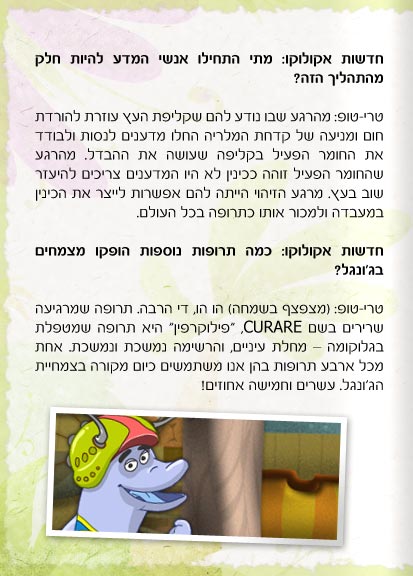 חדשות אקולוקו: מתי התחילו אנשי המדע להיות חלק
מהתהליך הזה?
טרי-טופ: מהרגע שבו נודע להם שקליפת העץ עוזרת להורדת
חום ומניעה של קדחת המלריה החלו מדענים לנסות ולבודד
את החומר הפעיל בקליפה שעושה את ההבדל. מהרגע
שהחומר הפעיל זוהה ככינין לא היו המדענים צריכים להיעזר
שוב בעץ. מרגע הזיהוי הייתה להם אפשרות לייצר את הכינין
במעבדה ולמכור אותו כתרופה בכל העולם.
חדשות אקולוקו: כמה תרופות נוספות הופקו מצמחים
בג'ונגל?
טרי-טופ: (מצפצף בשמחה) הו הו, די הרבה. תרופה שמרגיעה
שרירים בשם CURARE, "פילוקרפין" היא תרופה שמטפלת
בגלוקומה – מחלת עיניים, והרשימה נמשכת ונמשכת. אחת
מכל ארבע תרופות בהן אנו משתמשים כיום מקורה בצמחיית
הג'ונגל. עשרים וחמישה אחוזים!